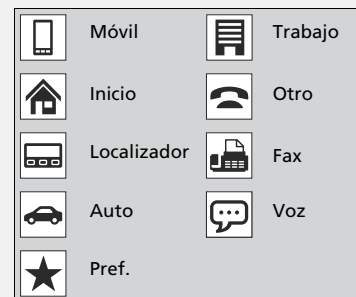 Móvil
Trabajo
Inicio
Otro
Localizador
Fax
Auto
Voz
Pref.